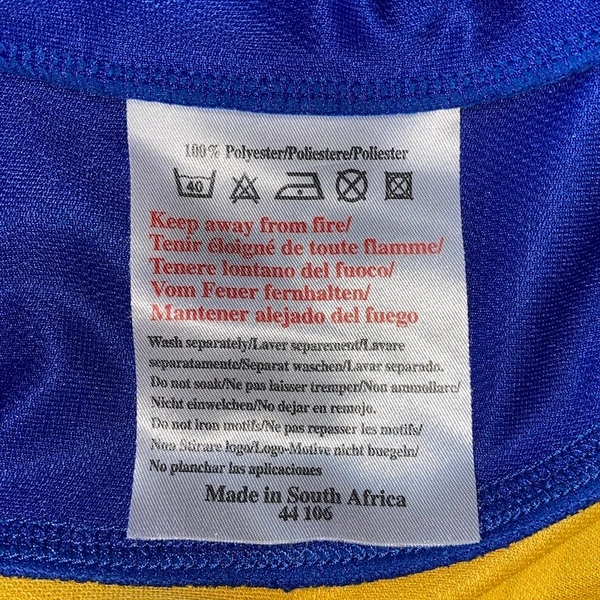 100% Polyester/Poliestere/Poliester
40
Keep away from fire/
Tenir éloigné de toute flamme/
Tenere lontano del fuoco/
Vom Feuer fernhalten/
Mantener alejado del fuego
Wash separately/Laver separement/Lavare
separatamente/Separat waschen/Lavar separado.
Do not soak/Ne pas laisser tremper/Non ammollare/
Nicht einweichen/No dejar en remojo.
Do not iron motifs/Ne pas repasser les motifs/
Non Stirare logo/Logo-Motive nicht buegeln/
No planchar las aplicaciones
Made in South Africa
44 106